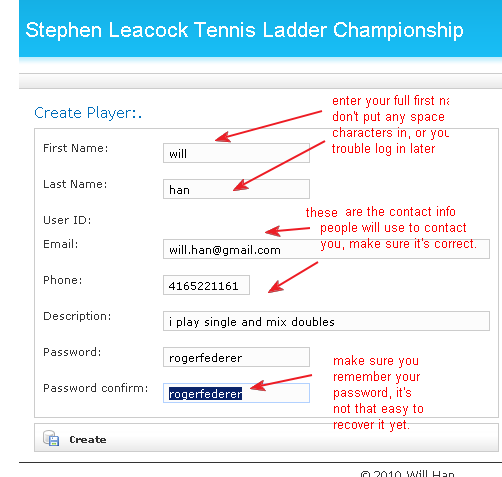 Stephen Leacock Tennis Ladder Championship
enter your full first na
don't put any space
characters in, or you
trouble log in later
Create Player:.
First Name:
will
Last Name:
han
User ID:
these are the contact info
people will use to contact
you, make sure it's correct.
Email:
will.han@gmail.com
Phone:
4165221161
Description:
i play single and mix doubles
Password:
rogerfederer
make sure you
remember your
password, it's
not that easy to
recover it yet.
Password confirm:
rogerfederer
Create
© 2010 Will Han